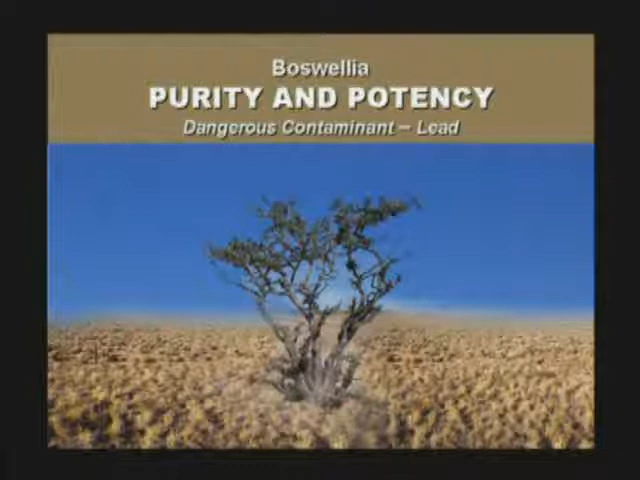 Boswellia
PURITY AND POTENCY
Dangerous Contaminant – Lead